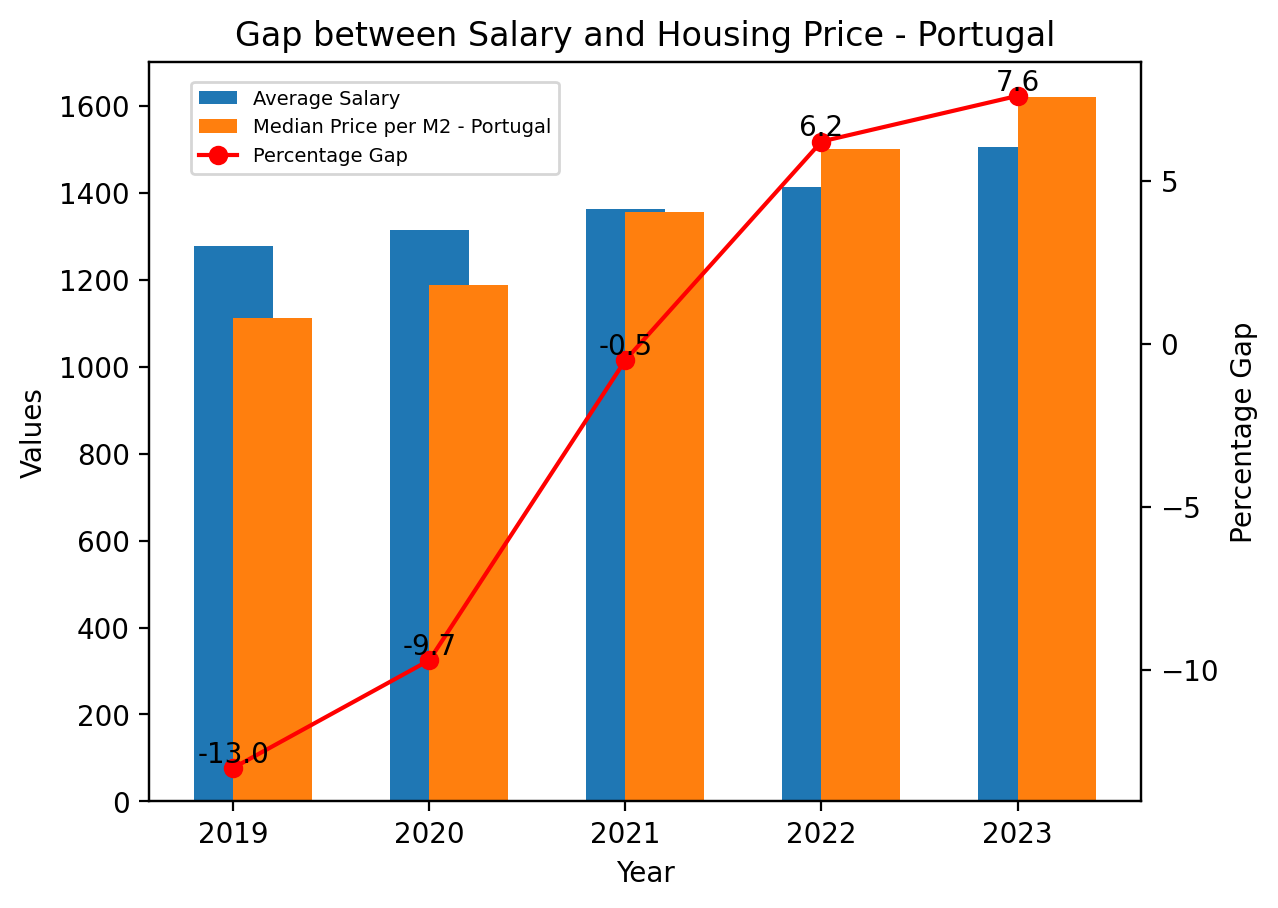 Gap between Salary and Housing Price - Portugal
Average Salary
Median Price per M2 - Portugal
Percentage Gap
1600
1400
1200
1000
800
600
400
200
0
Values
-13.0
-9.7
-0.5
6.2
7.6
5
0
−5
−10
Percentage Gap
2019 2020 2021 2022 2023
Year